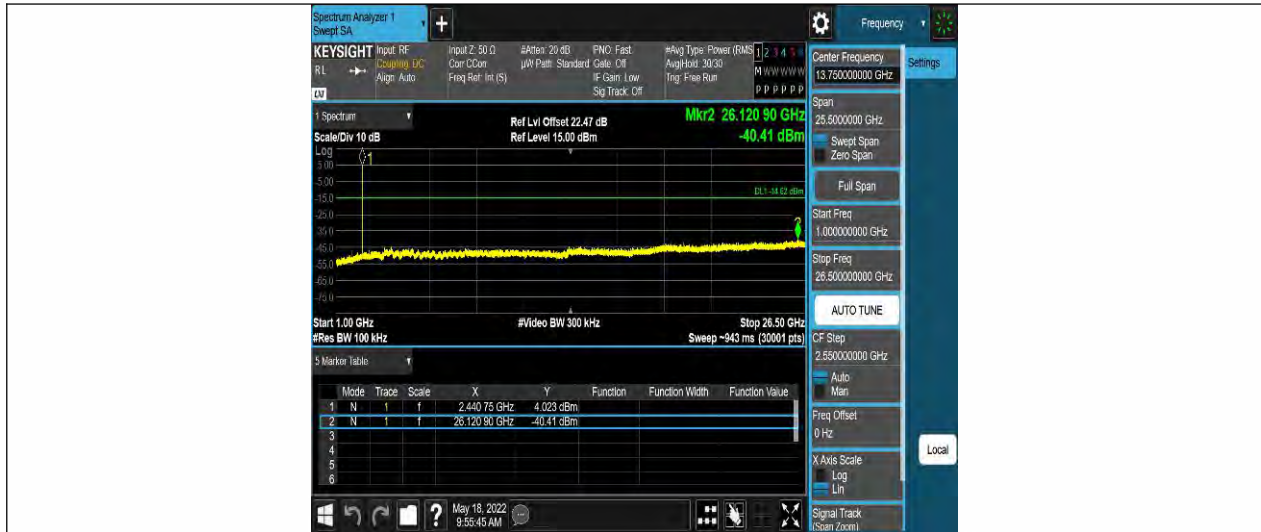 Spectrum Analyzer 1
Swept SA
+
Frequency
KEYSIGHT
RL
Input: RF
Coupling: DC
Align: Auto
Input Z: 50 Ω
Corr CCorr
Freq Ref: Int (S)
#Atten: 20 dB
µW Path: Standard
PNO: Fast
Gate: Off
IF Gain: Low
Sig Track: Off
#Avg Type: Power (RMS
Avg|Hold: 30/30
Trig: Free Run
1 2 3 4 5 6
M W W W W W
P P P P P P
1 Spectrum
Scale/Div 10 dB
Ref Lvl Offset 22.47 dB
Ref Level 15.00 dBm
Mkr2 26.120 90 GHz
-40.41 dBm
Log
5.00
-5.00
-15.0
-25.0
-35.0
-45.0
-55.0
-65.0
-75.0
1
2
Start 1.00 GHz
#Res BW 100 kHz
#Video BW 300 kHz
Stop 26.50 GHz
Sweep ~943 ms (30001 pts)
5 Marker Table
Mode Trace Scale X Y Function Function Width Function Value
1 N 1 f 2.440 75 GHz 4.023 dBm
2 N 1 f 26.120 90 GHz -40.41 dBm
3
4
5
6
?
May 18, 2022
9:55:45 AM
Center Frequency
13.750000000 GHz
Settings
Span
25.5000000 GHz
Swept Span
Zero Span
Full Span
Start Freq
1.000000000 GHz
Stop Freq
26.500000000 GHz
AUTO TUNE
CF Step
2.550000000 GHz
Auto
Man
Freq Offset
0 Hz
X Axis Scale
Log
Lin
Local
Signal Track
(Span Zoom)